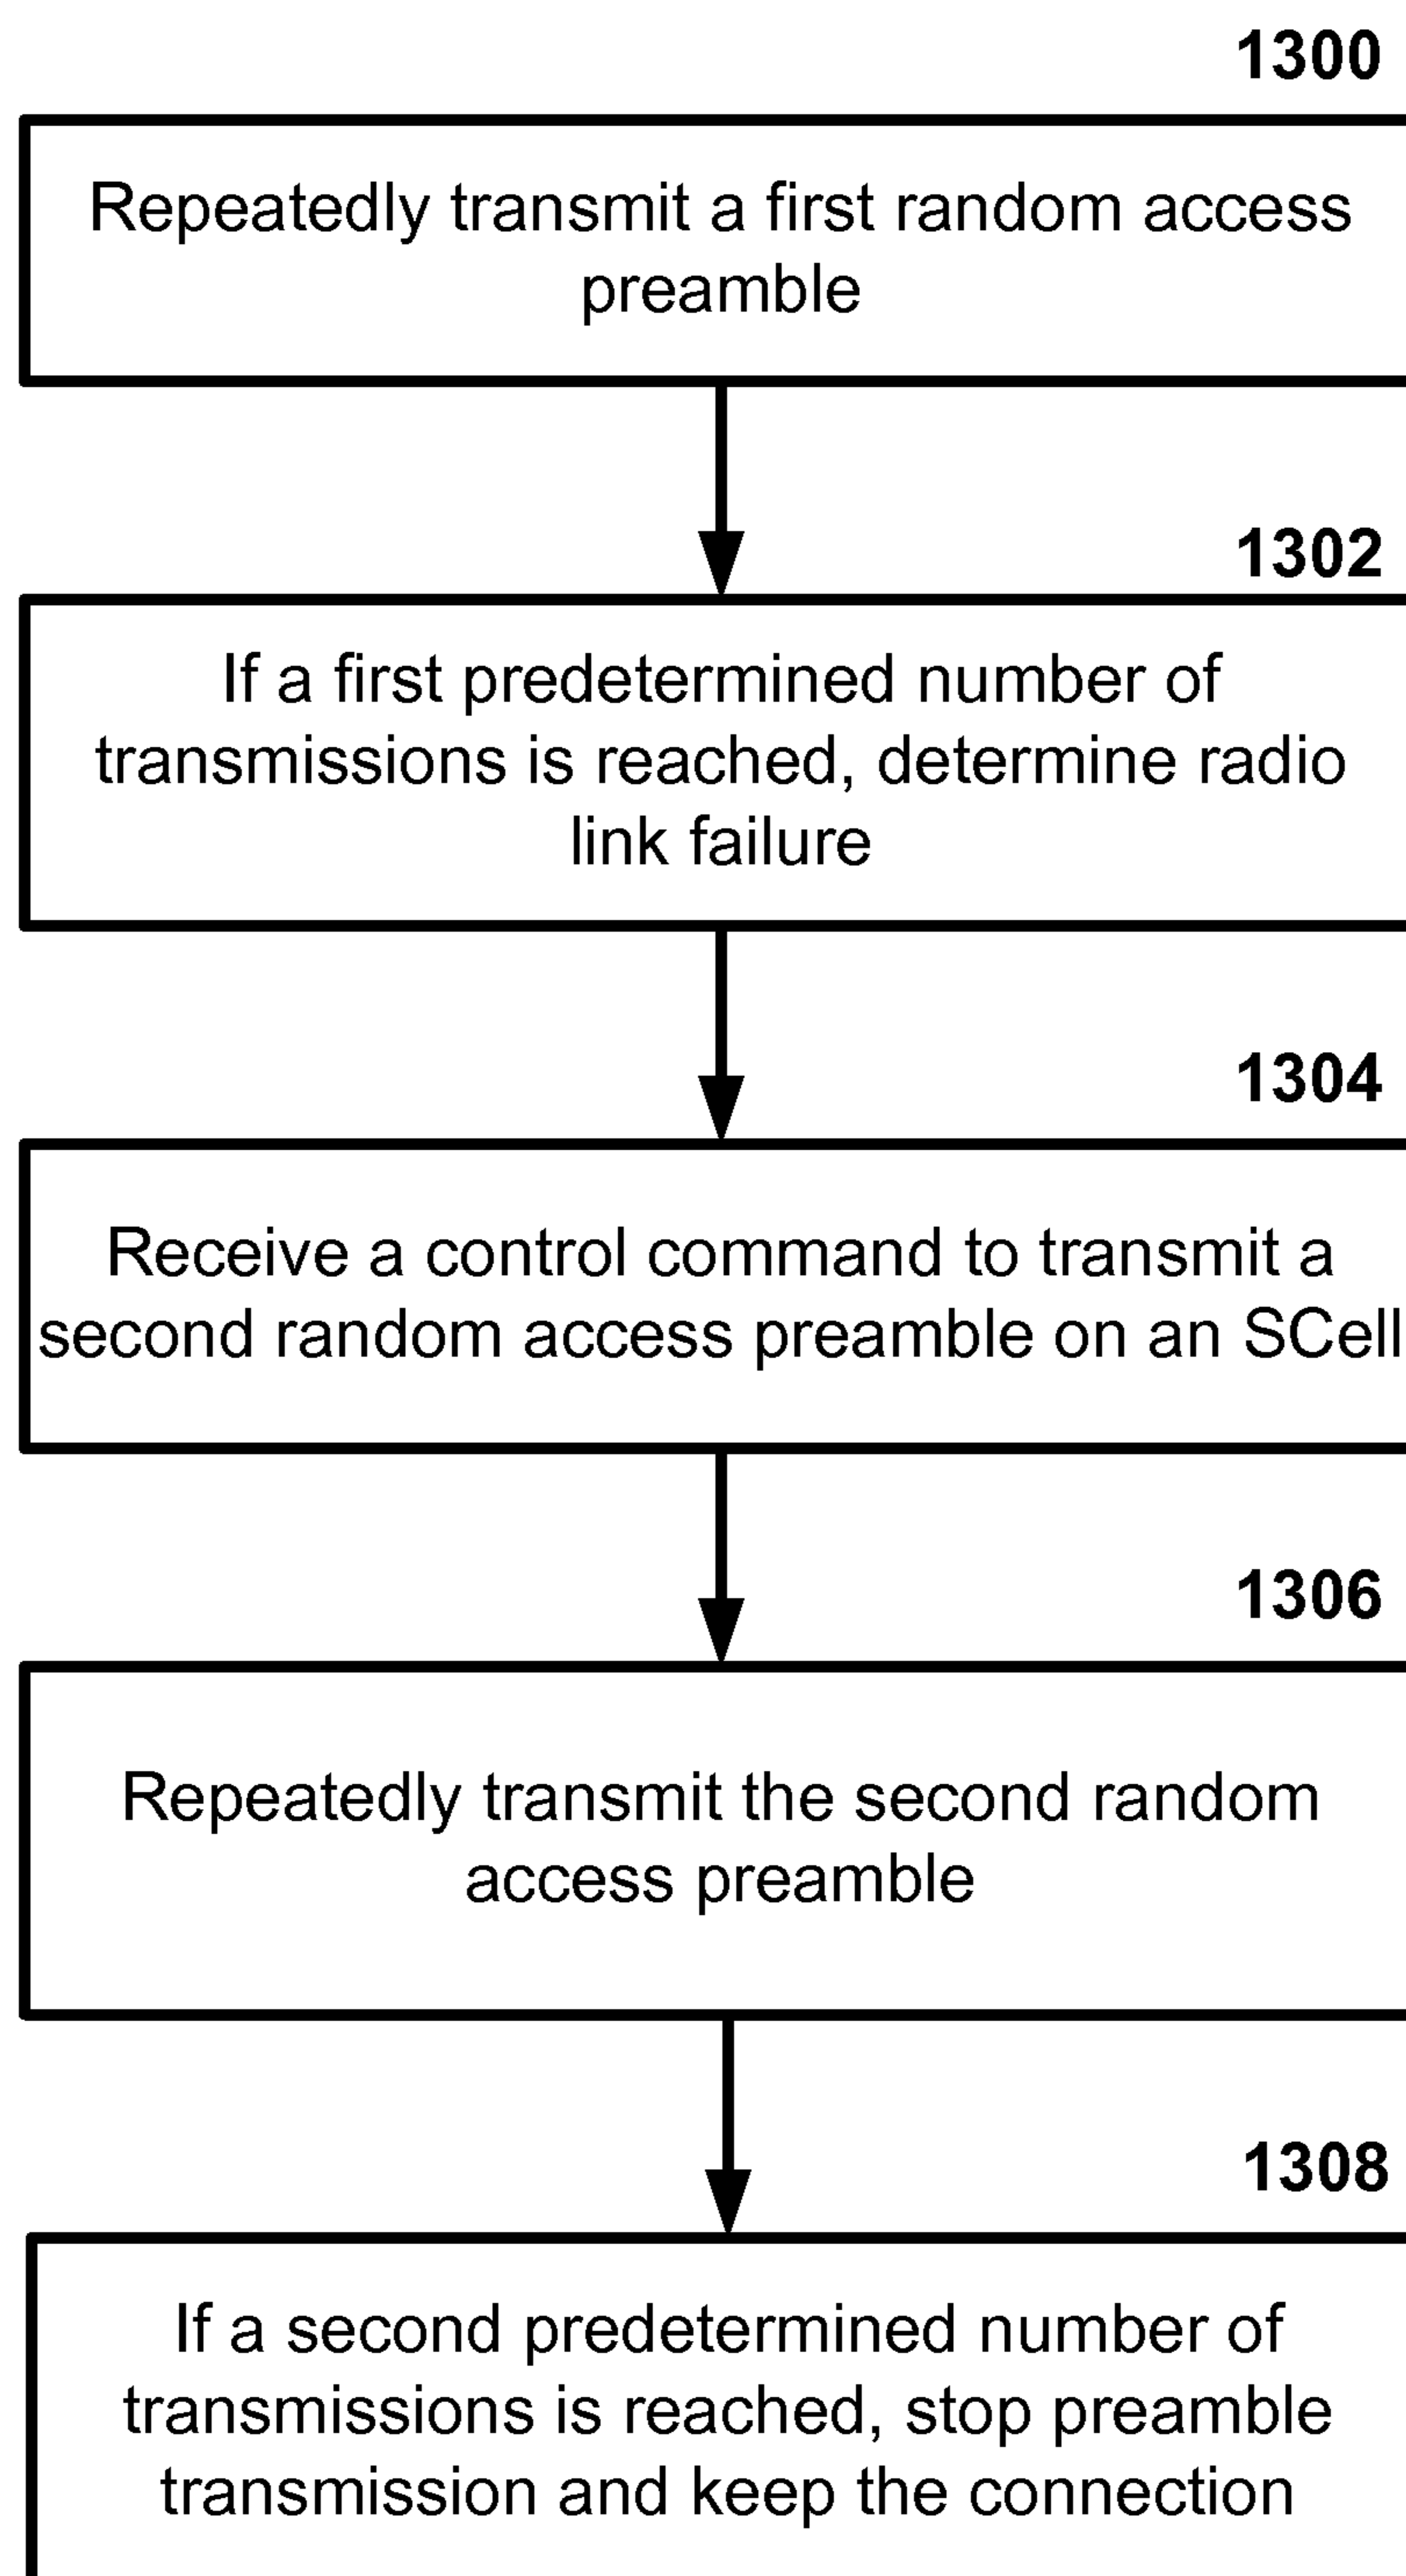 1300
Repeatedly transmit a first random access
preamble
1302
If a first predetermined number of
transmissions is reached, determine radio
link failure
1304
Receive a control command to transmit a
second random access preamble on an SCell
1306
Repeatedly transmit the second random
access preamble
1308
If a second predetermined number of
transmissions is reached, stop preamble
transmission and keep the connection